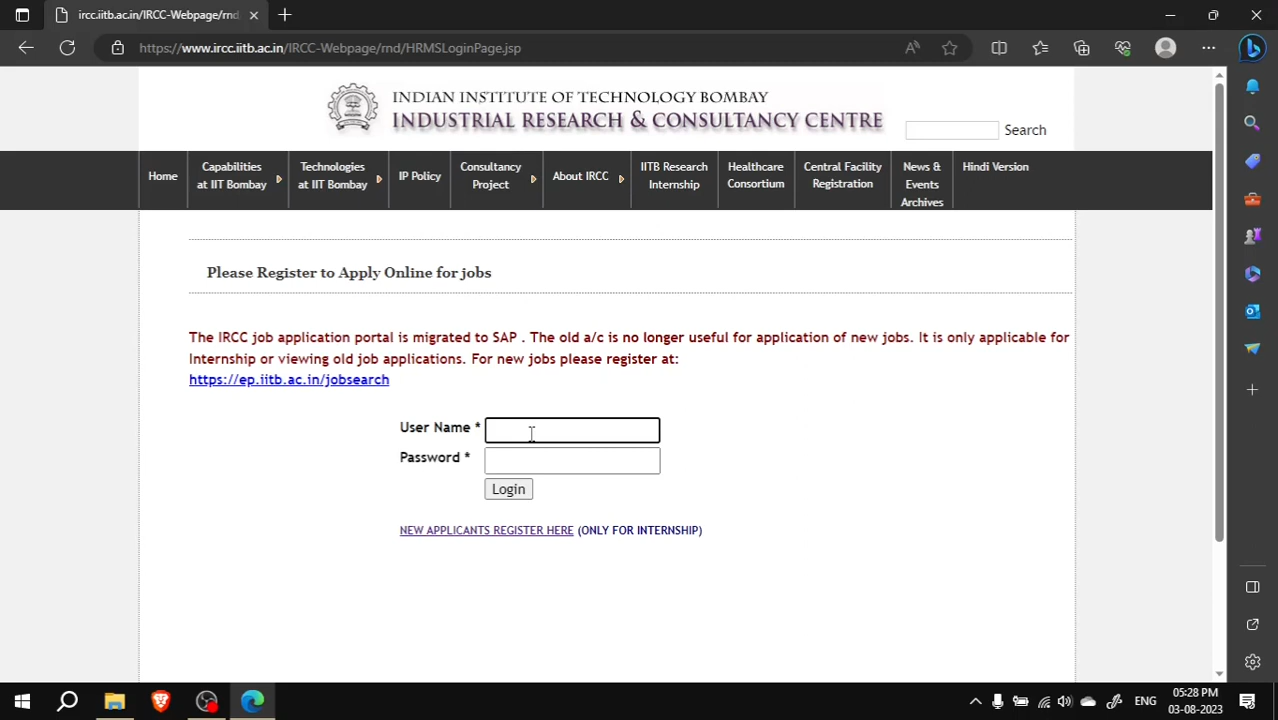 irc.iitb.ac.in/IRCC-Webpage/rnd
https://www.ircc.iitb.ac.in/IRCC-Webpage/rnd/HRMSLoginPage.jsp
INDIAN INSTITUTE OF TECHNOLOGY BOMBAY
INDUSTRIAL RESEARCH & CONSULTANCY CENTRE
Search
Home
Capabilities
at IIT Bombay
Technologies
at IIT Bombay
IP Policy
Consultancy
Project
About IRCC
IITB Research
Internship
Healthcare
Consortium
Central Facility
Registration
News &
Events
Archives
Hindi Version
Please Register to Apply Online for jobs
The IRCC job application portal is migrated to SAP . The old a/c is no longer useful for application of new jobs. It is only applicable for
Internship or viewing old job applications. For new jobs please register at:
https://ep.iitb.ac.in/jobsearch
User Name *
Password *
Login
NEW APPLICANTS REGISTER HERE (ONLY FOR INTERNSHIP)
ENG
05:28 PM
03-08-2023